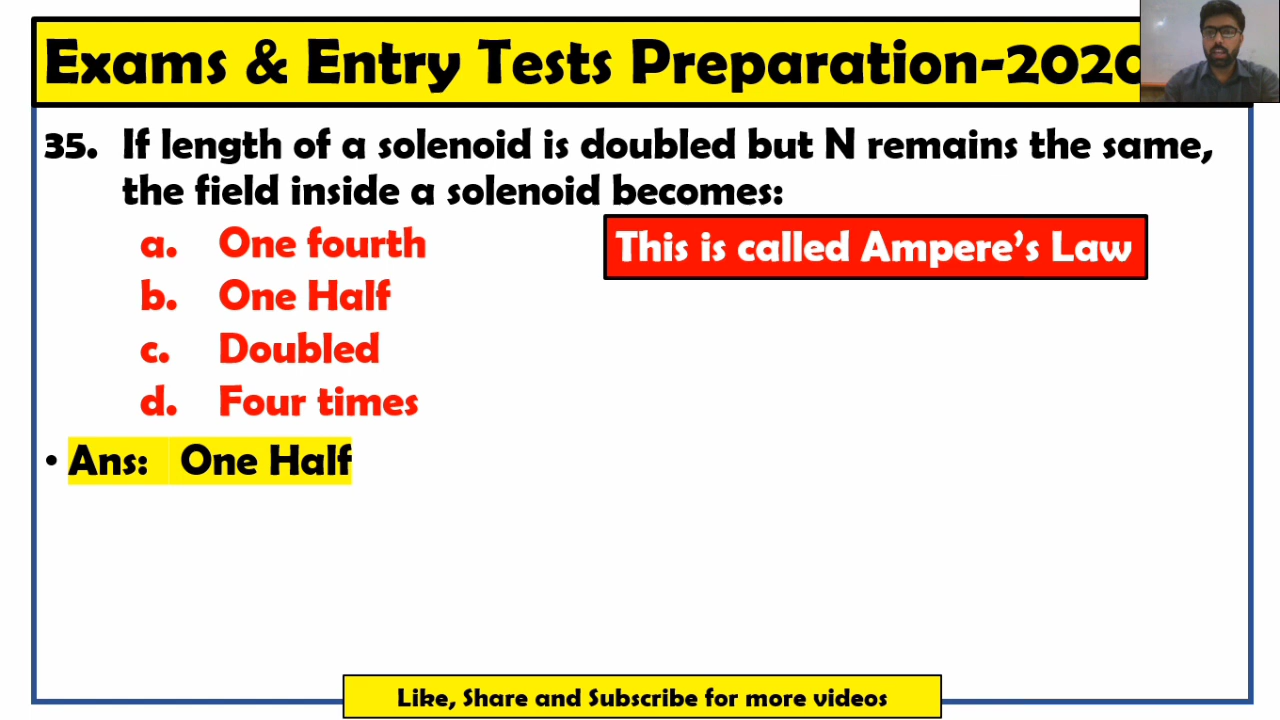 Exams & Entry Tests Preparation-2020
35. If length of a solenoid is doubled but N remains the same,
the field inside a solenoid becomes:
a. One fourth
This is called Ampere's Law
b. One Half
c. Doubled
d. Four times
• Ans: One Half
Like, Share and Subscribe for more videos